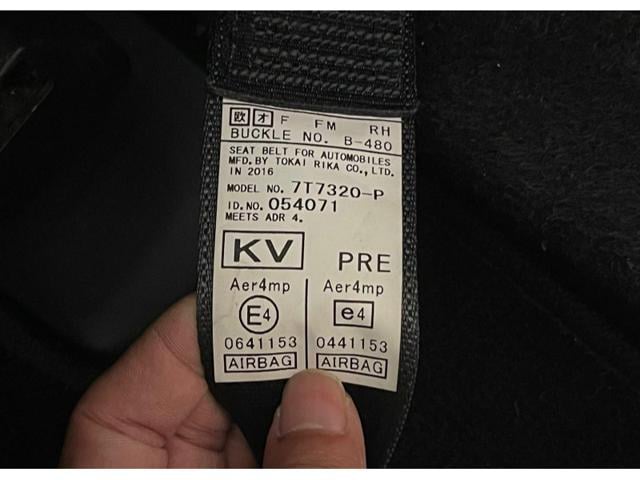 欧 オ F FM RH
BUCKLE NO. B-480
SEAT BELT FOR AUTOMOBILES
MFD. BY TOKAI RIKA CO., LTD.
IN 2016
MODEL NO. 7T7320-P
ID. NO. 054071
MEETS ADR 4.
KV PRE
Aer4mp Aer4mp
E4 e4
0641153 0441153
AIRBAG AIRBAG